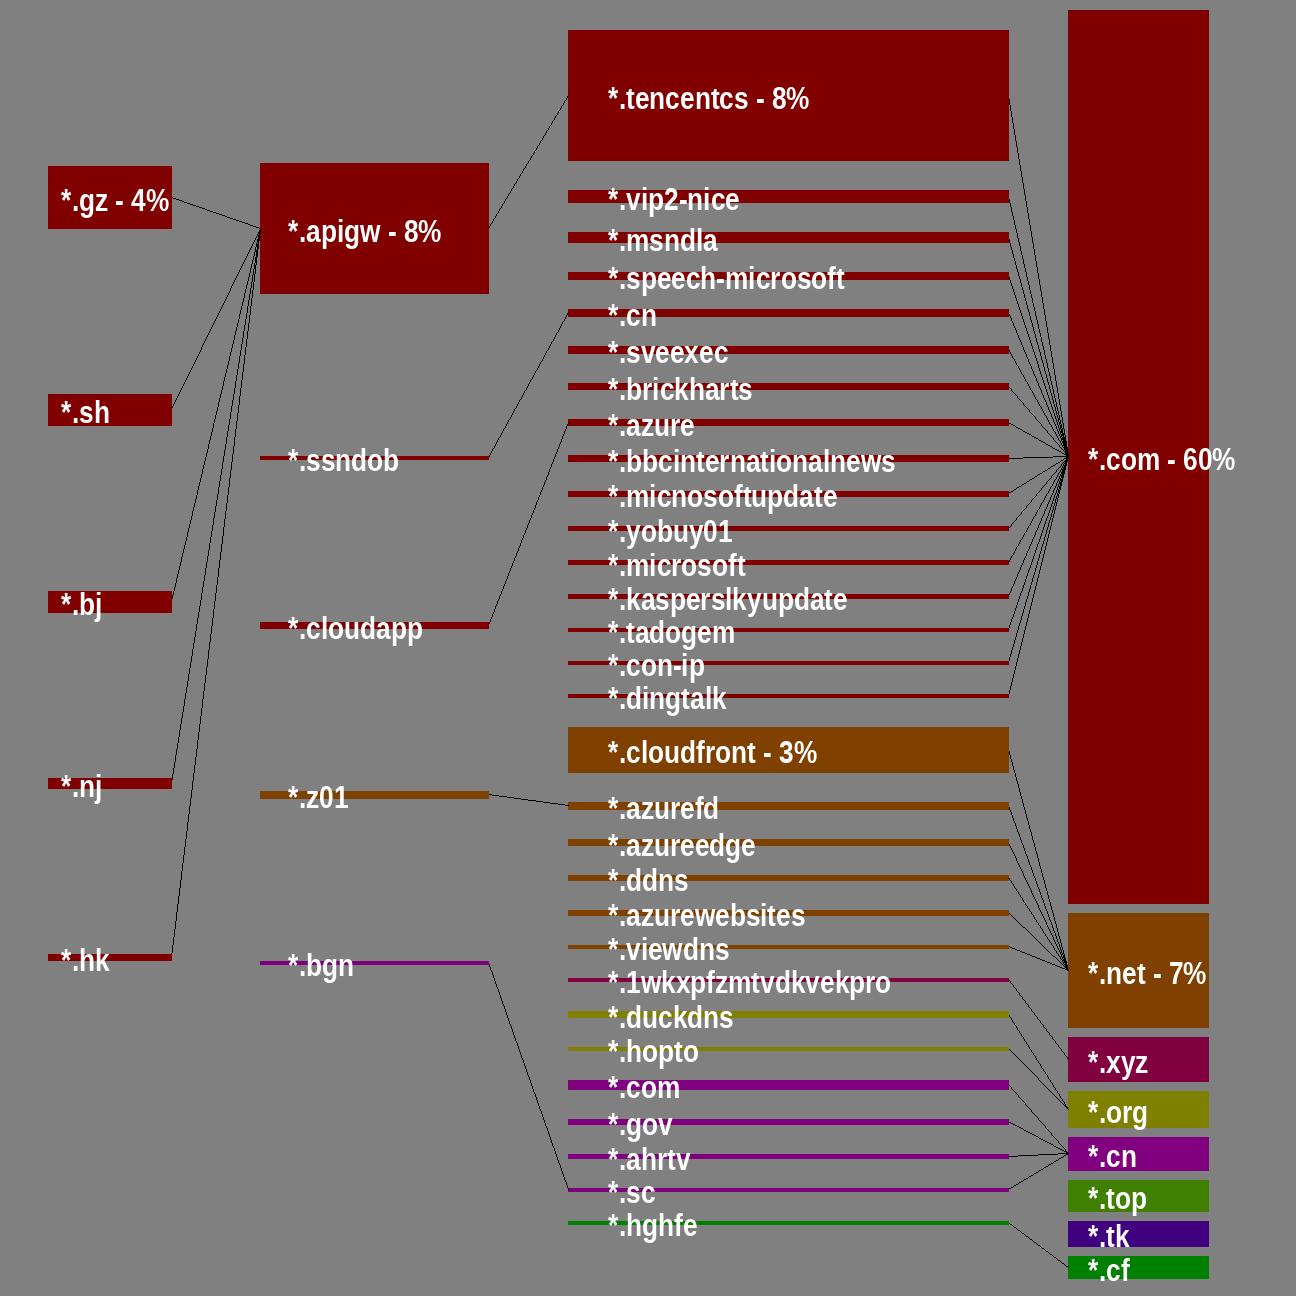 *.gz - 4%
*.sh
*.bj
*.nj
*.hk
*.apigw - 8%
*.ssndob
*.cloudapp
*.z01
*.bgn
*.tencentcs - 8%
*.vip2-nice
*.msndla
*.speech-microsoft
*.cn
*.sveexec
*.brickharts
*.azure
*.bbcinternationalnews
*.micnosoftupdate
*.yobuy01
*.microsoft
*.kasperslkyupdate
*.tadogem
*.con-ip
*.dingtalk
*.cloudfront - 3%
*.azurefd
*.azureedge
*.ddns
*.azurewebsites
*.viewdns
*.1wkxpfzmtvdkvekpro
*.duckdns
*.hopto
*.com
*.gov
*.ahrtv
*.sc
*.hghfe
*.com - 60%
*.net - 7%
*.xyz
*.org
*.cn
*.top
*.tk
*.cf